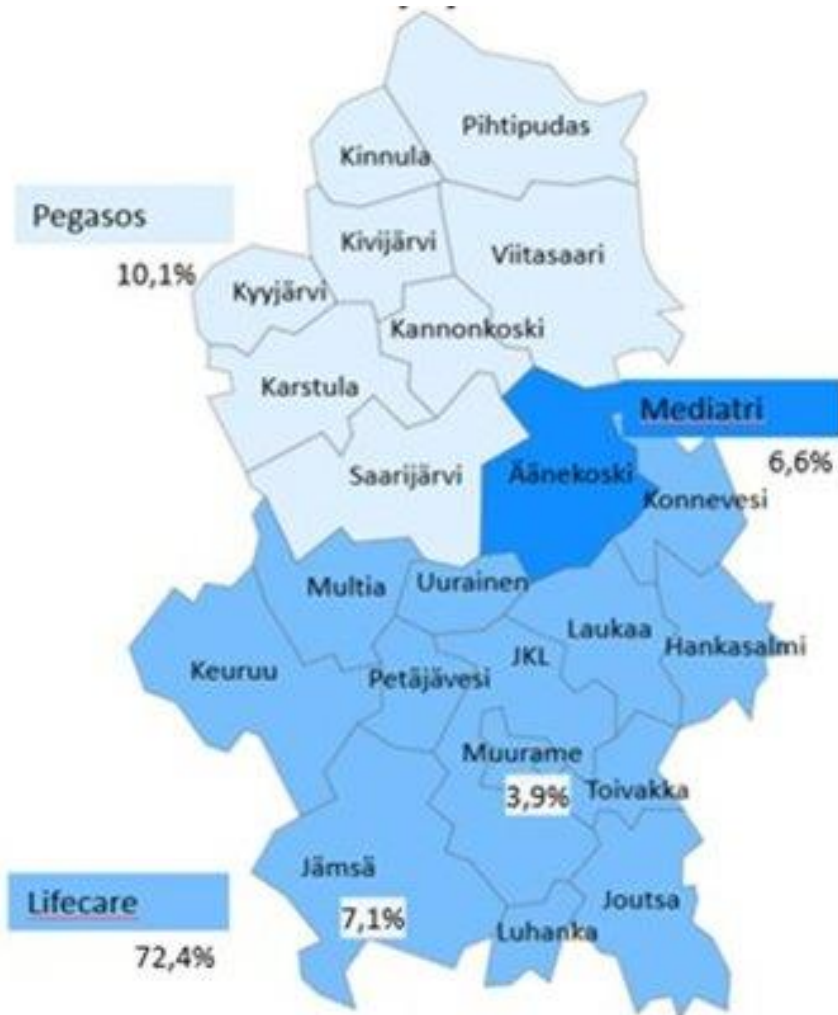 Pihtipudas
Kinnula
Pegasos
Kivijärvi
Viitasaari
10,1%
Kyyjärvi
Kannonkoski
Karstula
Mediatri
6,6%
Saarijärvi
Äänekoski
Konnevesi
Multia
Uurainen
Laukaa
Hankasalmi
Keuruu
Petäjävesi
JKL
Muurame
3,9%
Toivakka
Jämsä
Lifecare
7,1%
Joutsa
Luhanka
72,4%